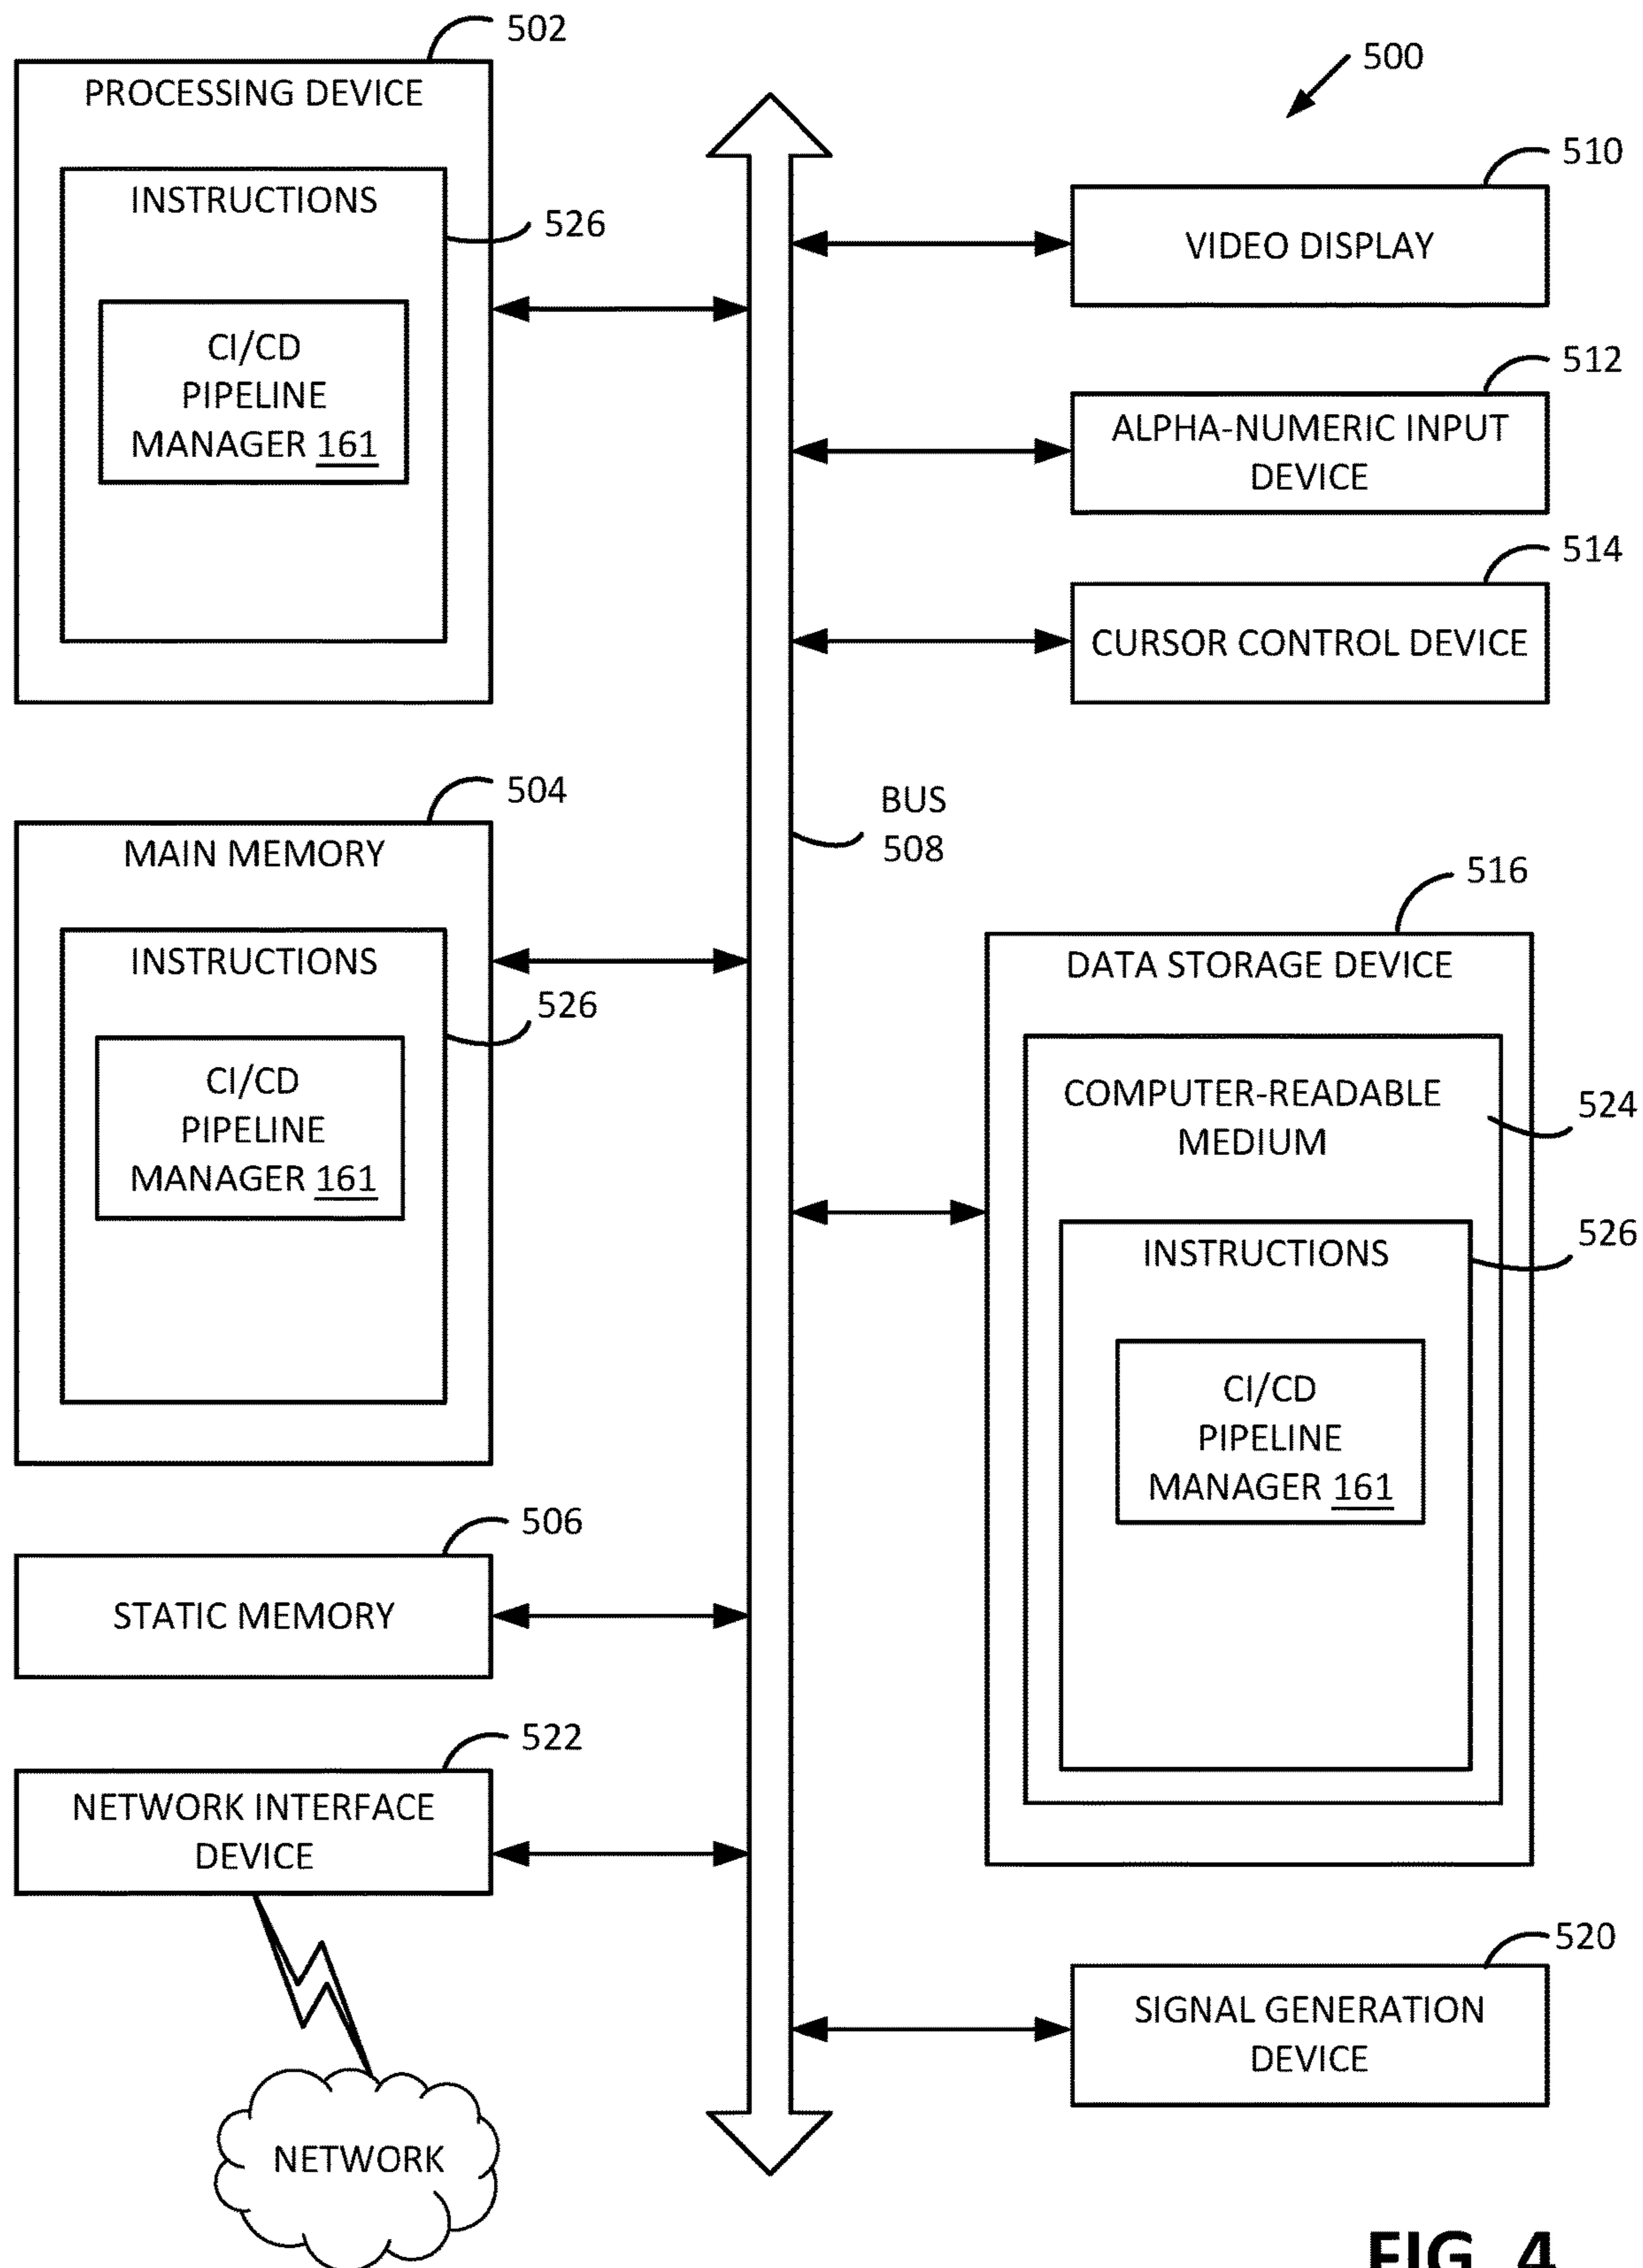 502
PROCESSING DEVICE
INSTRUCTIONS
526
CI/CD
PIPELINE
MANAGER 161
500
510
VIDEO DISPLAY
512
ALPHA-NUMERIC INPUT
DEVICE
514
CURSOR CONTROL DEVICE
504
MAIN MEMORY
INSTRUCTIONS
526
CI/CD
PIPELINE
MANAGER 161
BUS
508
516
DATA STORAGE DEVICE
COMPUTER-READABLE
MEDIUM
524
INSTRUCTIONS
526
CI/CD
PIPELINE
MANAGER 161
506
STATIC MEMORY
522
NETWORK INTERFACE
DEVICE
NETWORK
520
SIGNAL GENERATION
DEVICE
FIG. 4